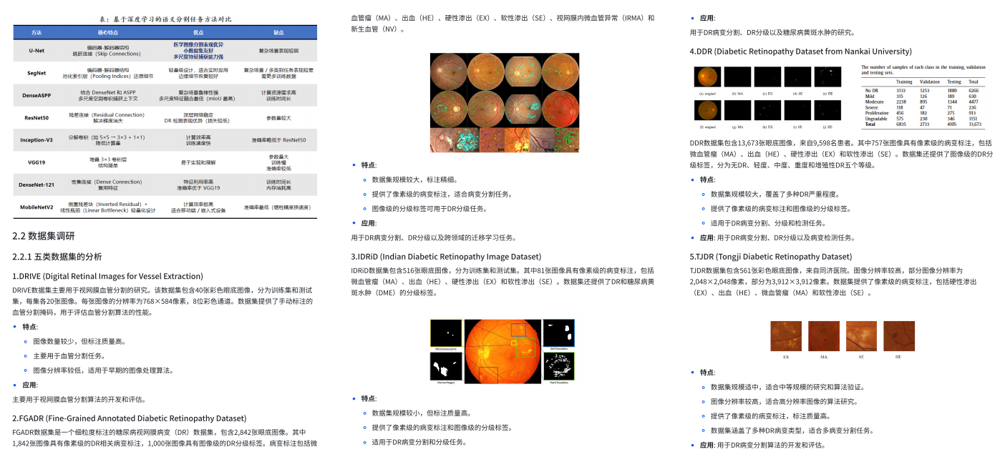 表：基于深度学习的语义分割任务方法对比
方法 核心特点 优点 缺点
U-Net 编码器-解码器结构 跳跃连接（Skip Connections） 医学图像分割表现优异 小数据集友好 多尺度特征捕获能力强 复杂场景表现较弱
SegNet 编码器-解码器结构 池化索引层（Pooling Indices）还原细节 轻量级设计，适合实时应用 边缘细节恢复较好 复杂场景 / 多类别任务表现较差 需更多训练数据
DenseASPP 结合 DenseNet 和 ASPP 多尺度空洞卷积捕获上下文 复杂场景鲁棒性强 多尺度特征融合最佳（mIoU 最高） 计算资源需求高 训练时间长
ResNet50 残差连接（Residual Connection） 解决梯度消失 深层网络稳定 DR 检测表现优异（损失较低） 参数量较大
Inception-V3 分解卷积（如 5×5 → 3×3 + 1×1） 降低计算量 计算效率高 训练速度快 准确率略低于 ResNet50
VGG19 堆叠 3×3 卷积层 结构简单 易于实现和理解 参数量大 训练慢 准确率较低
DenseNet-121 密集连接（Dense Connection） 复用特征 特征利用率高 准确率优于 VGG19 训练时间长 内存消耗高
MobileNetV2 倒置残差块（Inverted Residual）+ 线性瓶颈（Linear Bottleneck）轻量化设计 计算效率极高 适合移动端 / 嵌入式设备 准确率最低（牺牲精度换速度）
2.2 数据集调研
2.2.1 五类数据集的分析
1.DRIVE (Digital Retinal Images for Vessel Extraction)
DRIVE数据集主要用于视网膜血管分割的研究。该数据集包含40张彩色眼底图像，分为训练集和测试
集，每集各20张图像。每张图像的分辨率为768×584像素，8位彩色通道。数据集提供了手动标注的
血管分割掩码，用于评估血管分割算法的性能。
• 特点:
◦ 图像数量较少，但标注质量高。
◦ 主要用于血管分割任务。
◦ 图像分辨率较低，适用于早期的图像处理算法。
• 应用:
主要用于视网膜血管分割算法的开发和评估。
2.FGADR (Fine-Grained Annotated Diabetic Retinopathy Dataset)
FGADR数据集是一个细粒度标注的糖尿病视网膜病变（DR）数据集，包含2,842张眼底图像。其中
1,842张图像具有像素级的DR相关病变标注，1,000张图像具有图像级的DR分级标签。病变标注包括微
血管瘤（MA）、出血（HE）、硬性渗出（EX）、软性渗出（SE）、视网膜内微血管异常（IRMA）和
新生血管（NV）。
SE
MA
NV
IRMA
• 特点:
◦ 数据集规模较大，标注精细。
◦ 提供了像素级的病变标注，适合病变分割任务。
◦ 图像级的分级标签可用于DR分级任务。
• 应用:
用于DR病变分割、DR分级以及跨领域的迁移学习任务。
3.IDRiD (Indian Diabetic Retinopathy Image Dataset)
IDRiD数据集包含516张眼底图像，分为训练集和测试集。其中81张图像具有像素级的病变标注，包括
微血管瘤（MA）、出血（HE）、硬性渗出（EX）和软性渗出（SE）。数据集还提供了DR和糖尿病黄
斑水肿（DME）的分级标签。
Microaneurysms
Soft Exudates
Hemorrhages
Hard Exudates
• 特点:
◦ 数据集规模较小，但标注质量高。
◦ 提供了像素级的病变标注和图像级的分级标签。
◦ 适用于DR病变分割和分级任务。
• 应用:
用于DR病变分割、DR分级以及糖尿病黄斑水肿的研究。
4.DDR (Diabetic Retinopathy Dataset from Nankai University)
(a) original (b) MA (c) EX (d) SE (e) HE
(f) original (g) MA (h) EX (i) SE (j) HE
The number of samples of each class in the training, validation
and testing sets.
Training Validation Testing Total
No DR 3133 1253 1880 6266
Mild 315 126 189 630
Moderate 2238 895 1344 4477
Severe 118 47 71 236
Proliferative 456 182 275 913
Ungradable 575 230 346 1151
Total 6835 2733 4105 13,673
DDR数据集包含13,673张眼底图像，来自9,598名患者。其中757张图像具有像素级的病变标注，包括
微血管瘤（MA）、出血（HE）、硬性渗出（EX）和软性渗出（SE）。数据集还提供了图像级的DR分
级标签，分为无DR、轻度、中度、重度和增殖性DR五个等级。
• 特点:
◦ 数据集规模较大，覆盖了多种DR严重程度。
◦ 提供了像素级的病变标注和图像级的分级标签。
◦ 适用于DR病变分割、分级和检测任务。
• 应用: 用于DR病变分割、DR分级以及病变检测任务。
5.TJDR (Tongji Diabetic Retinopathy Dataset)
TJDR数据集包含561张彩色眼底图像，来自同济医院。图像分辨率较高，部分图像分辨率为
2,048×2,048像素，部分为3,912×3,912像素。数据集提供了像素级的病变标注，包括硬性渗出
（EX）、出血（HE）、微血管瘤（MA）和软性渗出（SE）。
EX MA SE HE
• 特点:
◦ 数据集规模适中，适合中等规模的研究和算法验证。
◦ 图像分辨率较高，适合高分辨率图像的算法研究。
◦ 提供了像素级的病变标注，标注质量高。
◦ 数据集涵盖了多种DR病变类型，适合多病变分割任务。
• 应用: 用于DR病变分割算法的开发和评估。